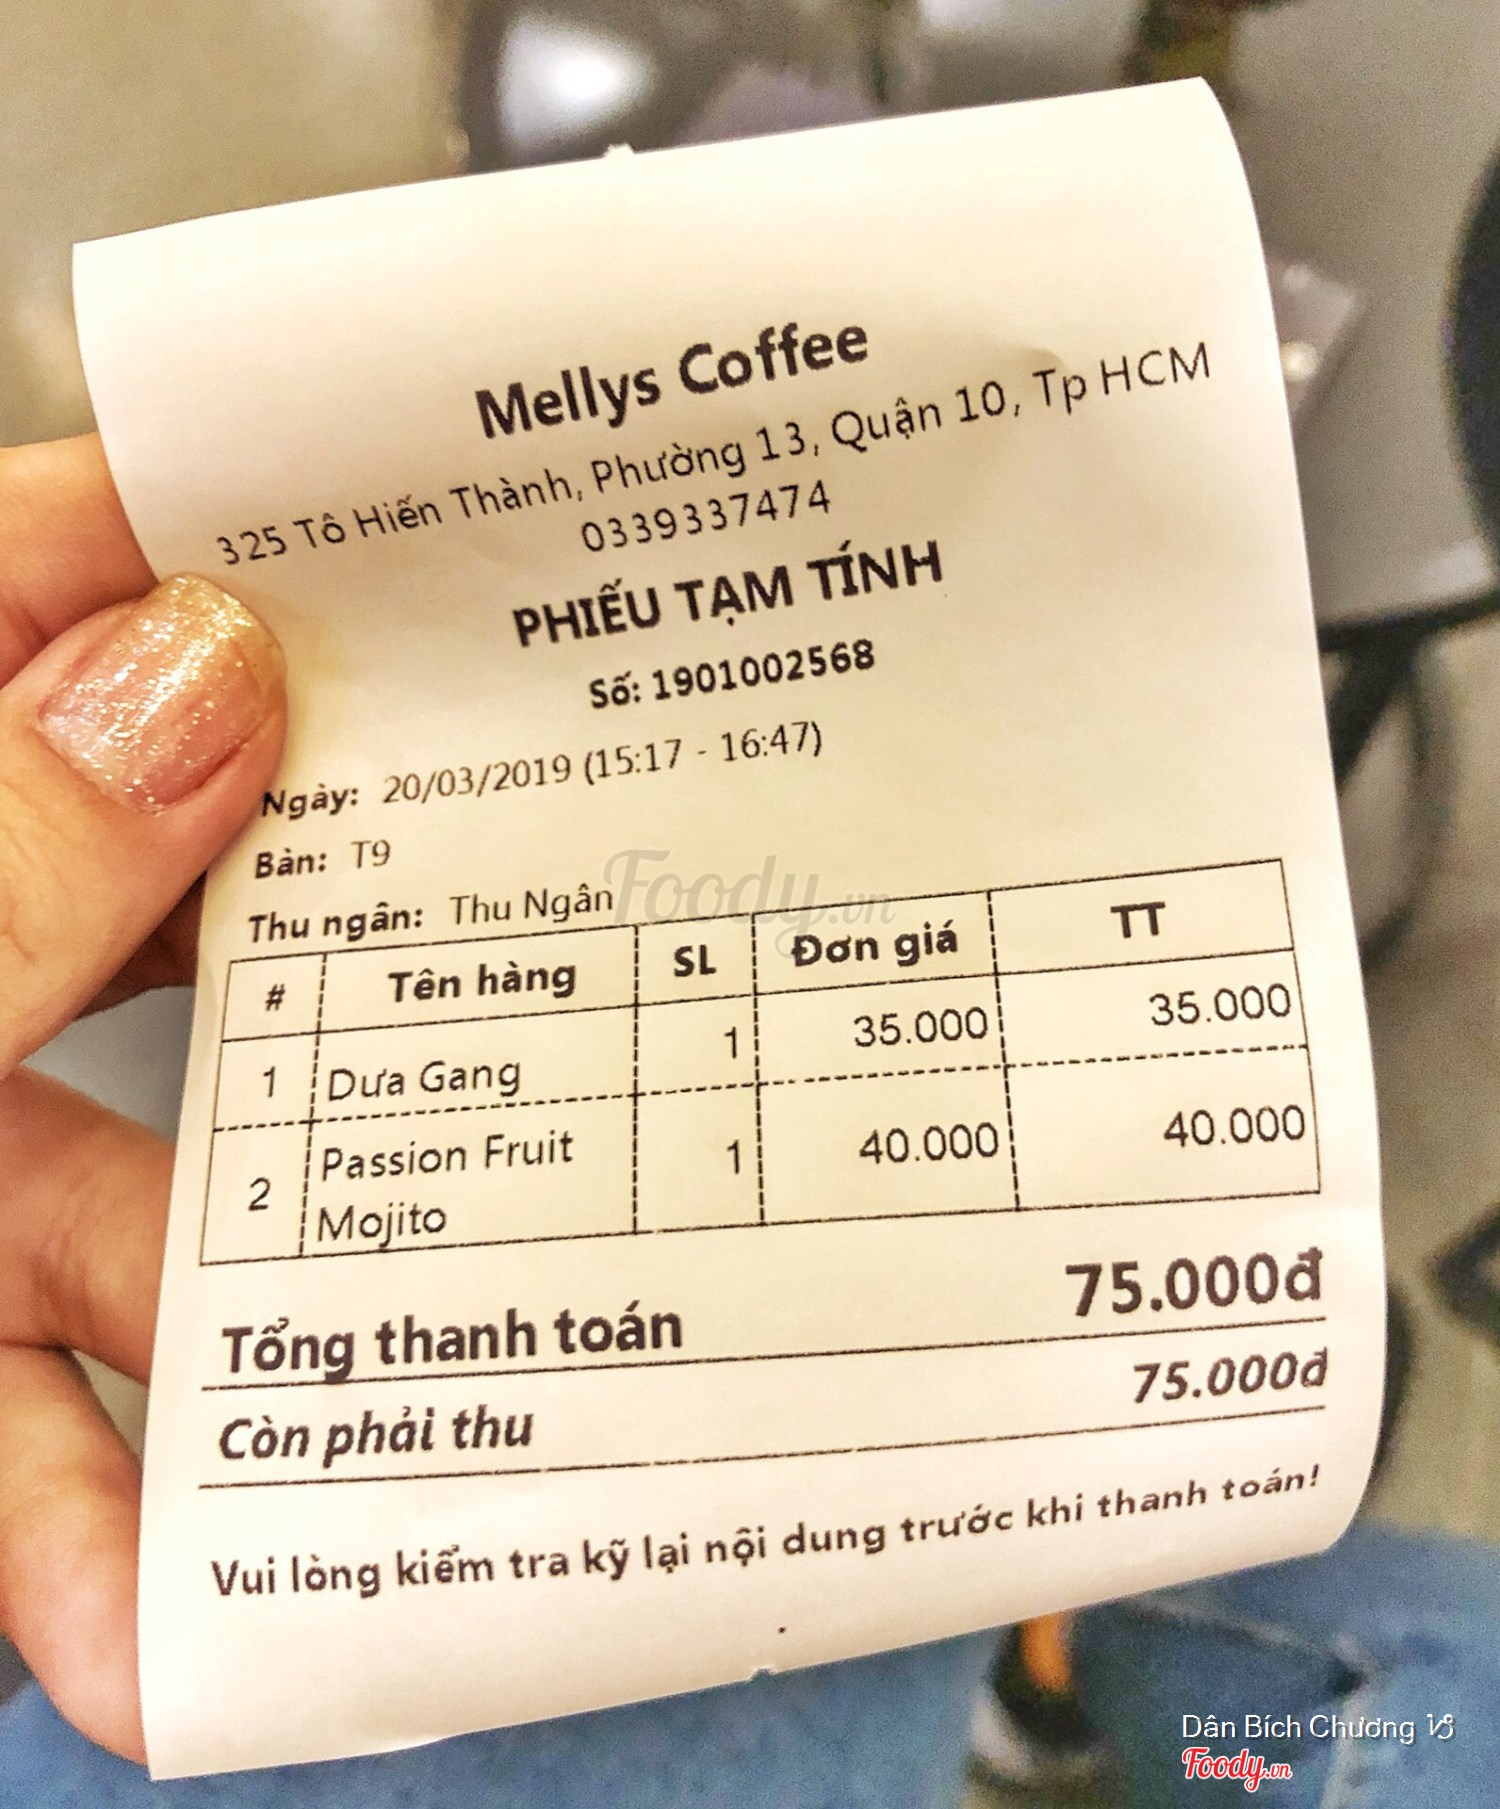 Mellys Coffee
325 Tô Hiến Thành, Phường 13, Quận 10, Tp HCM
0339337474
PHIẾU TẠM TÍNH
Số: 1901002568
Ngày: 20/03/2019 (15:17 - 16:47)
Bàn: T9
Thu ngân: Thu Ngân
Foody.vn
# Tên hàng SL Đơn giá TT
1 Dưa Gang 1 35.000 35.000
2 Passion Fruit Mojito 1 40.000 40.000
Tổng thanh toán 75.000đ
Còn phải thu 75.000đ
Vui lòng kiểm tra kỹ lại nội dung trước khi thanh toán!
Dân Bích Chương ♑
Foody.vn